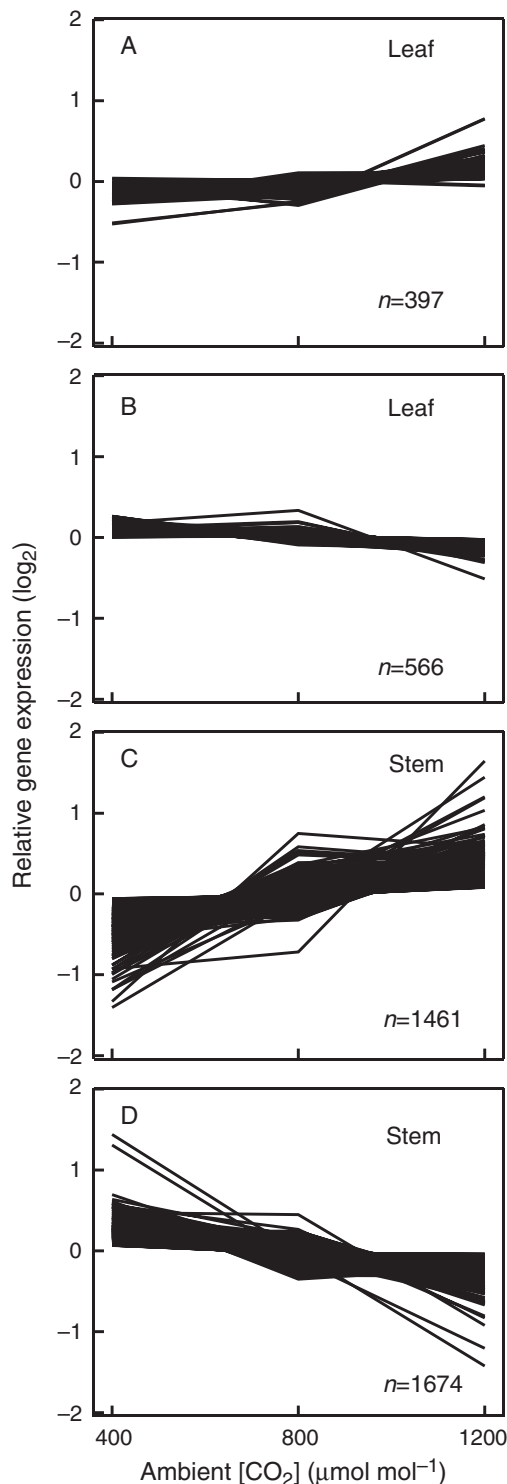 Relative gene expression (log2)
2
A
Leaf
1
0
–1
n=397
–2
2
B
Leaf
1
0
–1
n=566
–2
2
C
Stem
1
0
–1
n=1461
–2
2
D
Stem
1
0
–1
n=1674
–2
400 800 1200
Ambient [CO2] (μmol mol–1)